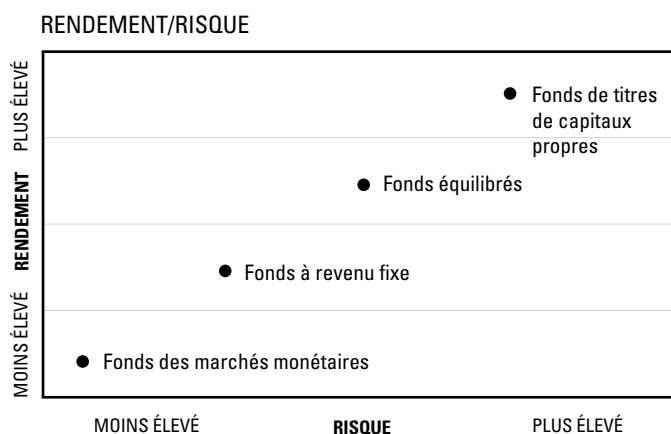 RENDEMENT/RISQUE
PLUS ÉLEVÉ
RENDEMENT
MOINS ÉLEVÉ
Fonds de titres
de capitaux
propres
Fonds équilibrés
Fonds à revenu fixe
Fonds des marchés monétaires
MOINS ÉLEVÉ
RISQUE
PLUS ÉLEVÉ